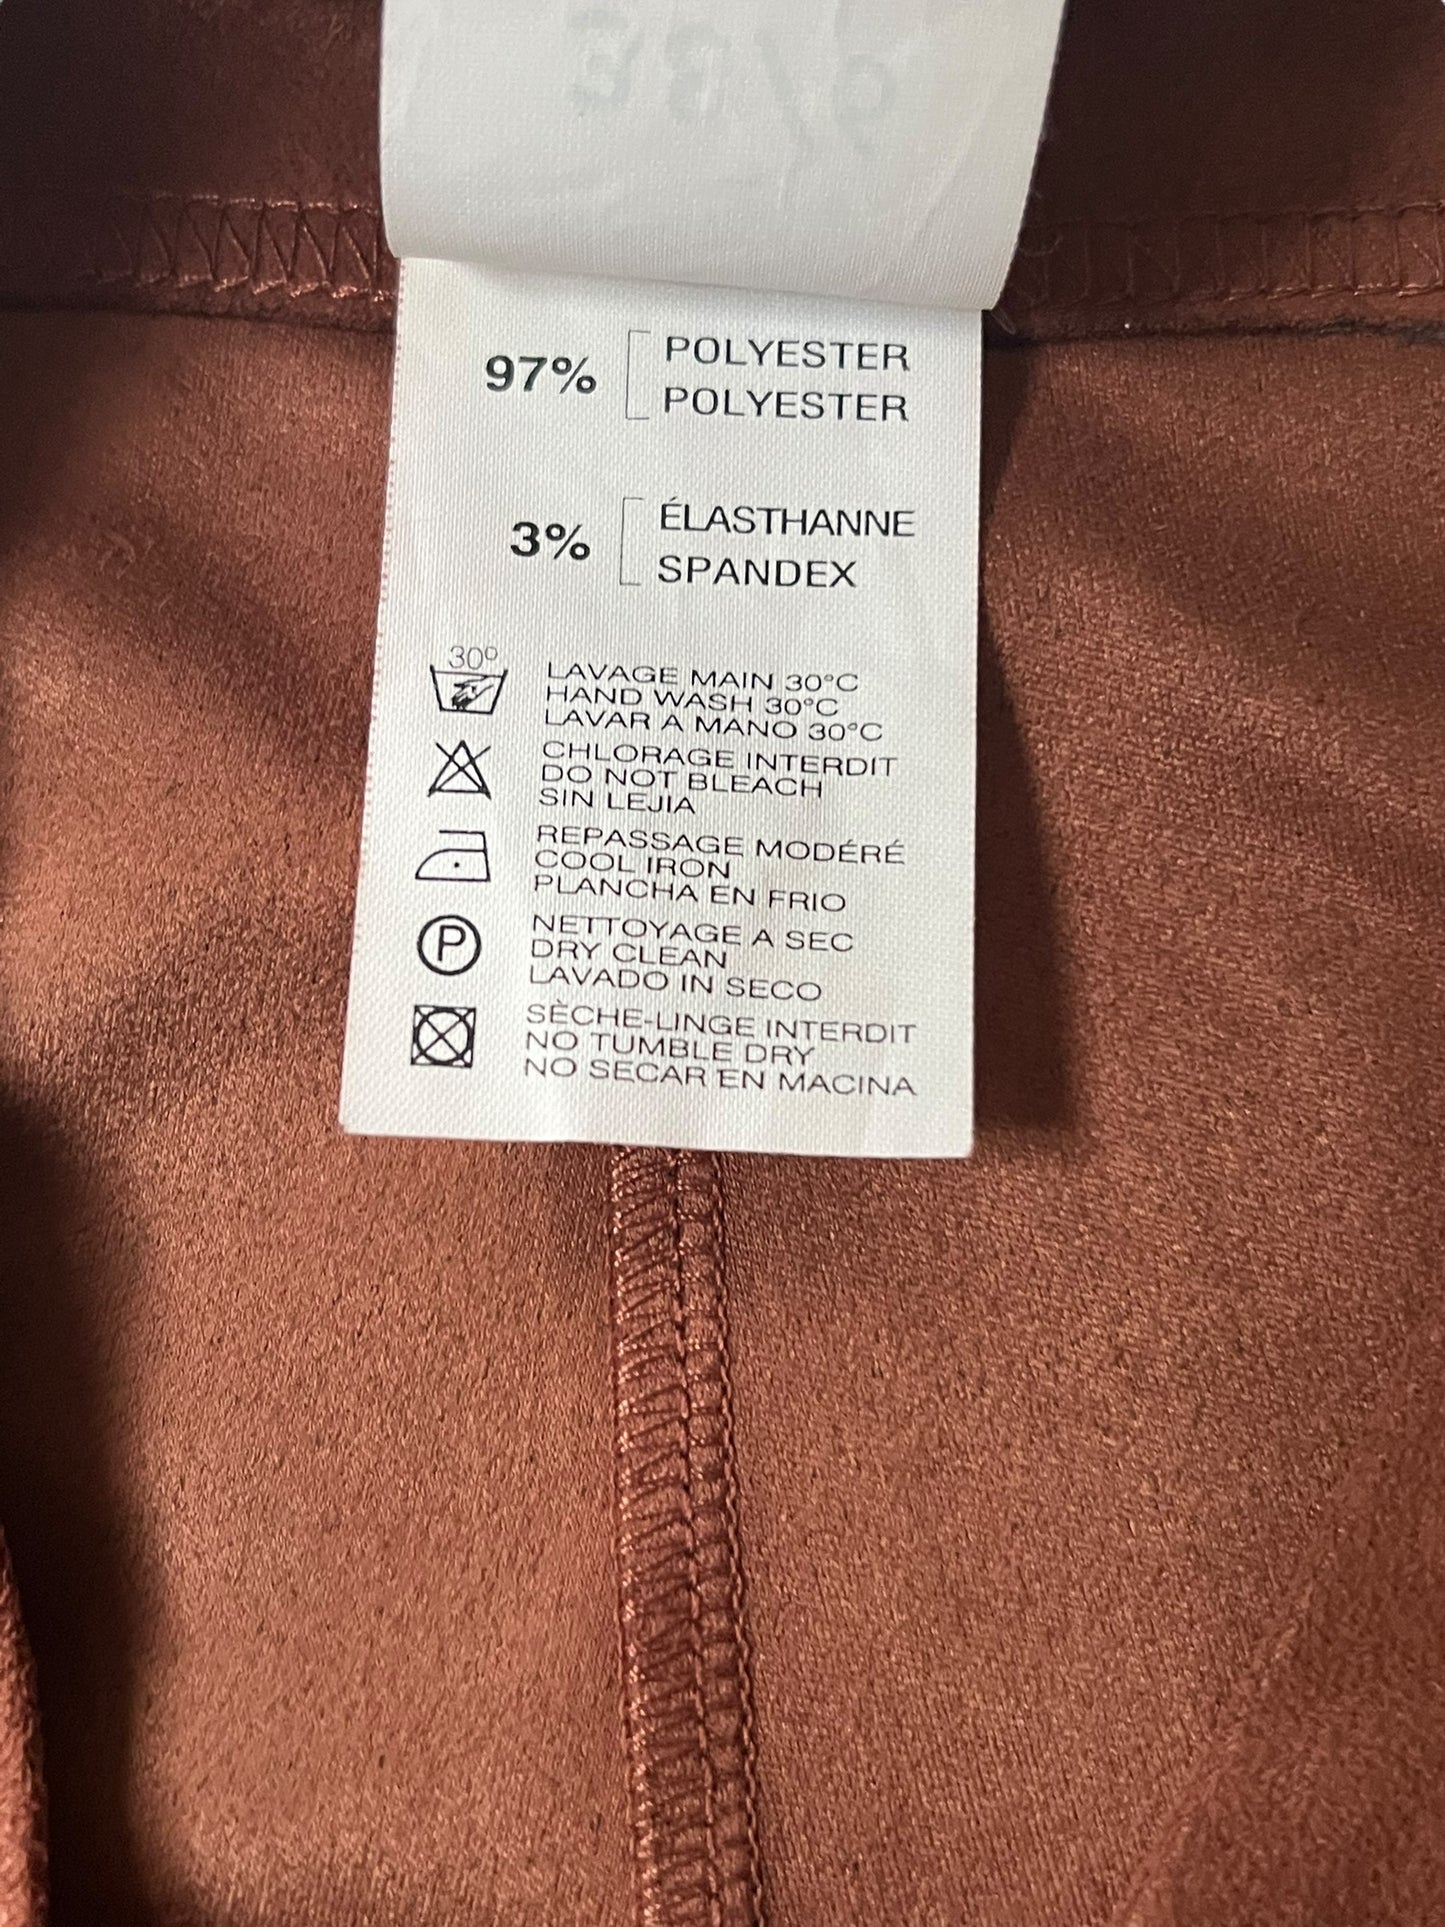 97% POLYESTER
POLYESTER
3% ÉLASTHANNE
SPANDEX
30°
LAVAGE MAIN 30°C
HAND WASH 30°C
LAVAR A MANO 30°C
CHLORAGE INTERDIT
DO NOT BLEACH
SIN LEJIA
REPASSAGE MODÉRÉ
COOL IRON
PLANCHA EN FRIO
P
NETTOYAGE A SEC
DRY CLEAN
LAVADO IN SECO
SÈCHE-LINGE INTERDIT
NO TUMBLE DRY
NO SECAR EN MACINA